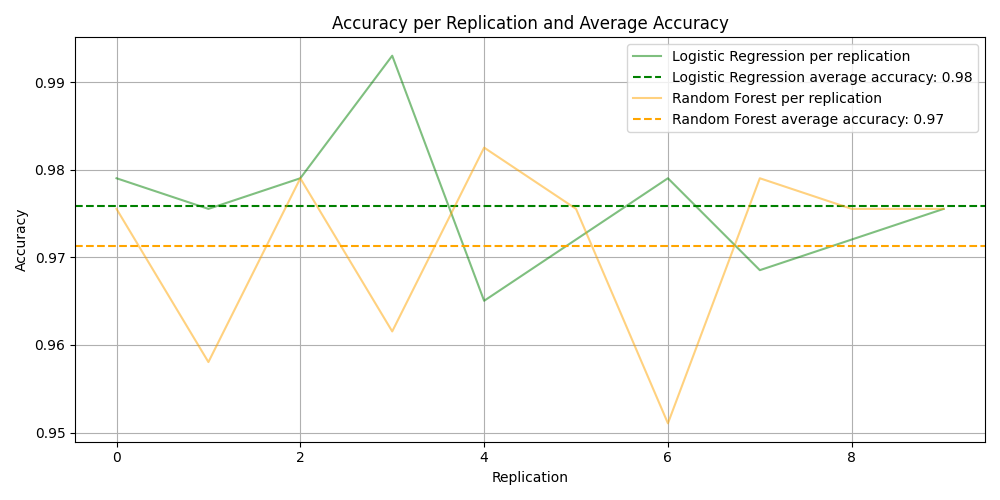 Accuracy per Replication and Average Accuracy
Logistic Regression per replication
Logistic Regression average accuracy: 0.98
Random Forest per replication
Random Forest average accuracy: 0.97
Accuracy
0.99
0.98
0.97
0.96
0.95
0 2 4 6 8
Replication